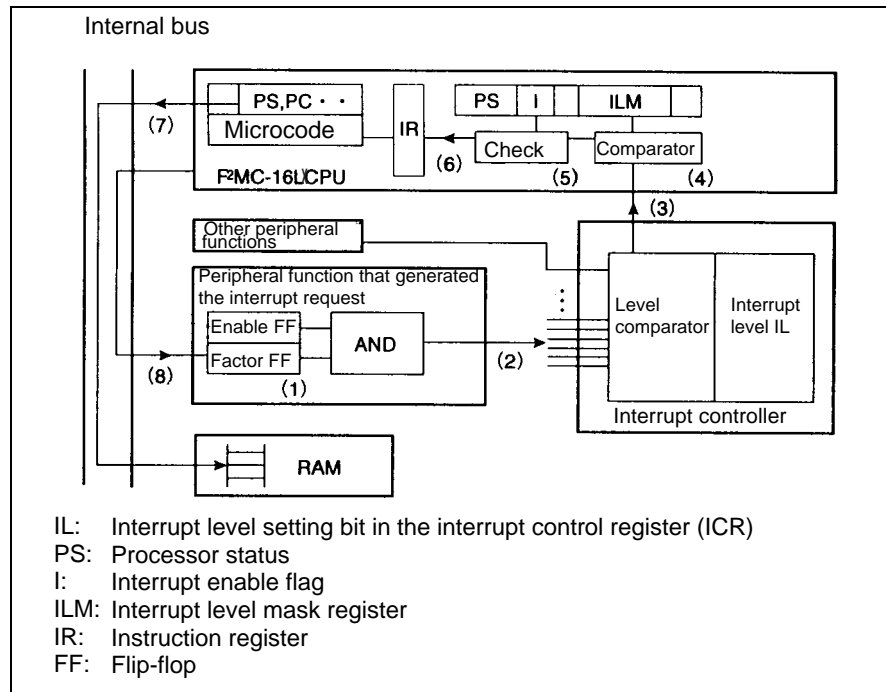 Internal bus
PS,PC · ·
PS I ILM
(7)
Microcode
IR
Check
Comparator
(6)
(5)
(4)
F²MC-16L/CPU
(3)
Other peripheral
functions
Peripheral function that generated
the interrupt request
Enable FF
AND
Factor FF
(8)
(1)
(2)
Level
comparator
Interrupt
level IL
Interrupt controller
RAM
IL: Interrupt level setting bit in the interrupt control register (ICR)
PS: Processor status
I: Interrupt enable flag
ILM: Interrupt level mask register
IR: Instruction register
FF: Flip-flop